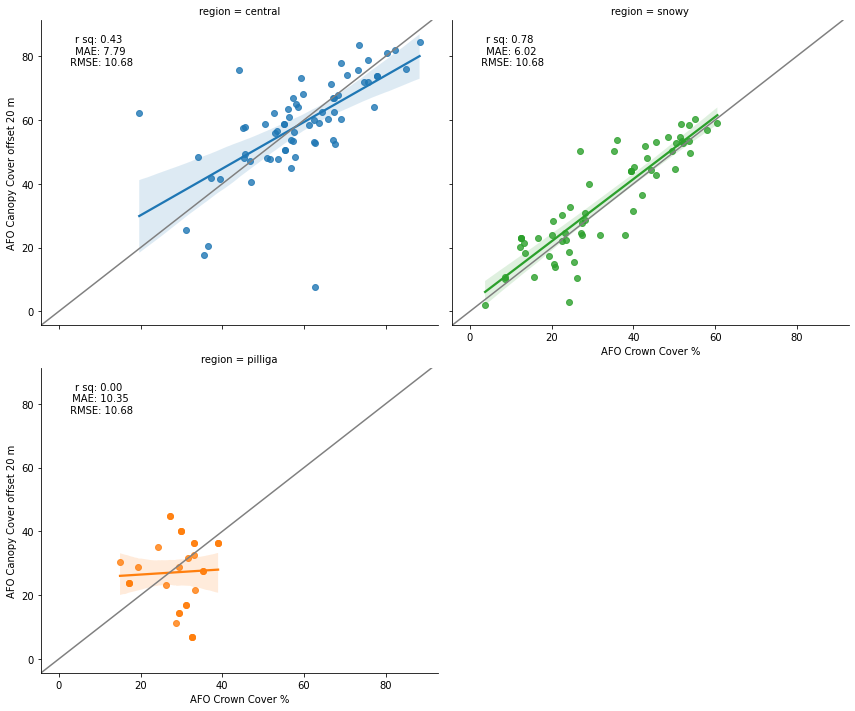 region = central
r sq: 0.43
MAE: 7.79
RMSE: 10.68
80
60
40
20
0
AFO Canopy Cover offset 20 m
region = snowy
r sq: 0.78
MAE: 6.02
RMSE: 10.68
0
20
40
60
80
AFO Crown Cover %
region = pilliga
r sq: 0.00
MAE: 10.35
RMSE: 10.68
80
60
40
20
0
AFO Canopy Cover offset 20 m
0
20
40
60
80
AFO Crown Cover %